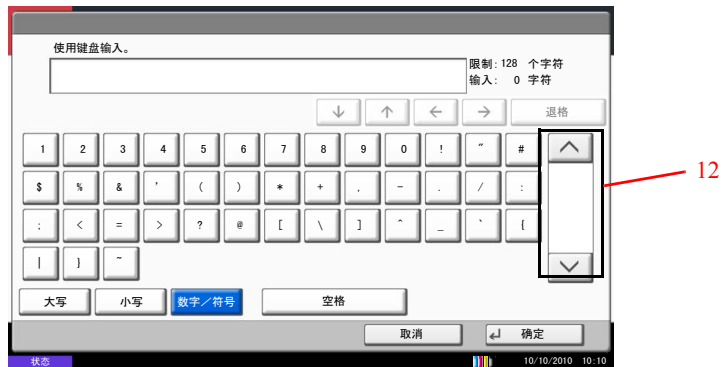 使用键盘输入。
限制: 128 个字符
输入: 0 字符
↓ ↑ ← → 退格
1 2 3 4 5 6 7 8 9 0 ! " #
$ % & ' ( ) * + , - . / :
; < = > ? @ [ \ ] ^ _ ` {
| } ~
12
大写 小写 数字／符号 空格
取消 确定
状态 10/10/2010 10:10